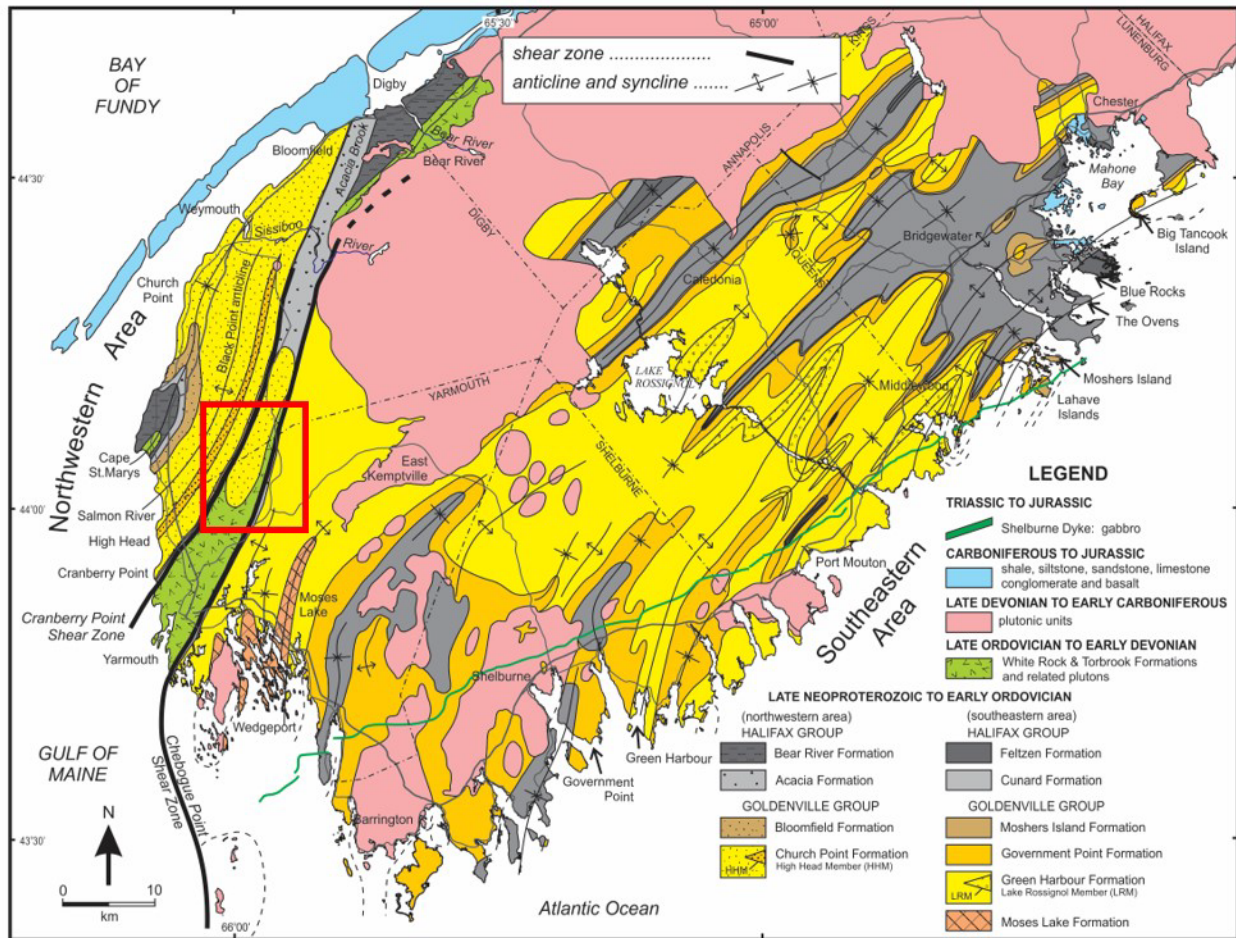 65'30'
65'00'
KINGS
HALIFAX
LUNENBURG
BAY
OF
FUNDY
shear zone .....................
anticline and syncline .......
Digby
Chester
Bear River
Bear River
Acacia Brook
Bloomfield
ANNAPOLIS
Mahone
Bay
44'30'
Weymouth
Sissiboo
River
DIGBY
Big Tancook
Island
Bridgewater
QUEENS
Church
Point
Black Point anticline
Caledonia
Blue Rocks
The Ovens
Northwestern Area
LAKE
ROSSIGNOL
Middlewood
Moshers Island
Lahave
Islands
YARMOUTH
SHELBURNE
Cape
St.Marys
East
Kemptville
Salmon River
44'00'
High Head
Cranberry Point
Cranberry Point
Shear Zone
Moses
Lake
Port Mouton
Southeastern
Area
Yarmouth
Shelburne
Wedgeport
Green Harbour
Government
Point
GULF OF
MAINE
Chebogue Point
Shear Zone
Barrington
43'30'
N
0 10
km
66'00'
Atlantic Ocean
LEGEND
TRIASSIC TO JURASSIC
Shelburne Dyke: gabbro
CARBONIFEROUS TO JURASSIC
shale, siltstone, sandstone, limestone
conglomerate and basalt
LATE DEVONIAN TO EARLY CARBONIFEROUS
plutonic units
LATE ORDOVICIAN TO EARLY DEVONIAN
White Rock & Torbrook Formations
and related plutons
LATE NEOPROTEROZOIC TO EARLY ORDOVICIAN
(northwestern area)
HALIFAX GROUP
Bear River Formation
Acacia Formation
GOLDENVILLE GROUP
Bloomfield Formation
Church Point Formation
High Head Member (HHM)
HHM
(southeastern area)
HALIFAX GROUP
Feltzen Formation
Cunard Formation
GOLDENVILLE GROUP
Moshers Island Formation
Government Point Formation
Green Harbour Formation
Lake Rossignol Member (LRM)
LRM
Moses Lake Formation